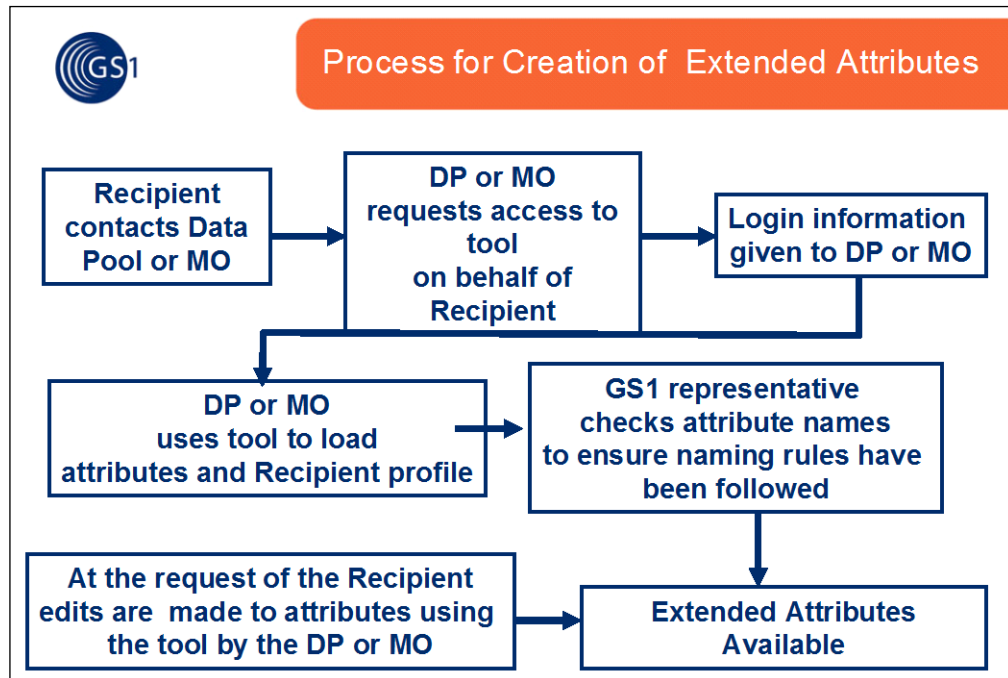 GS1
Process for Creation of Extended Attributes
Recipient
contacts Data
Pool or MO
DP or MO
requests access to
tool
on behalf of
Recipient
Login information
given to DP or MO
DP or MO
uses tool to load
attributes and Recipient profile
GS1 representative
checks attribute names
to ensure naming rules have
been followed
At the request of the Recipient
edits are made to attributes using
the tool by the DP or MO
Extended Attributes
Available